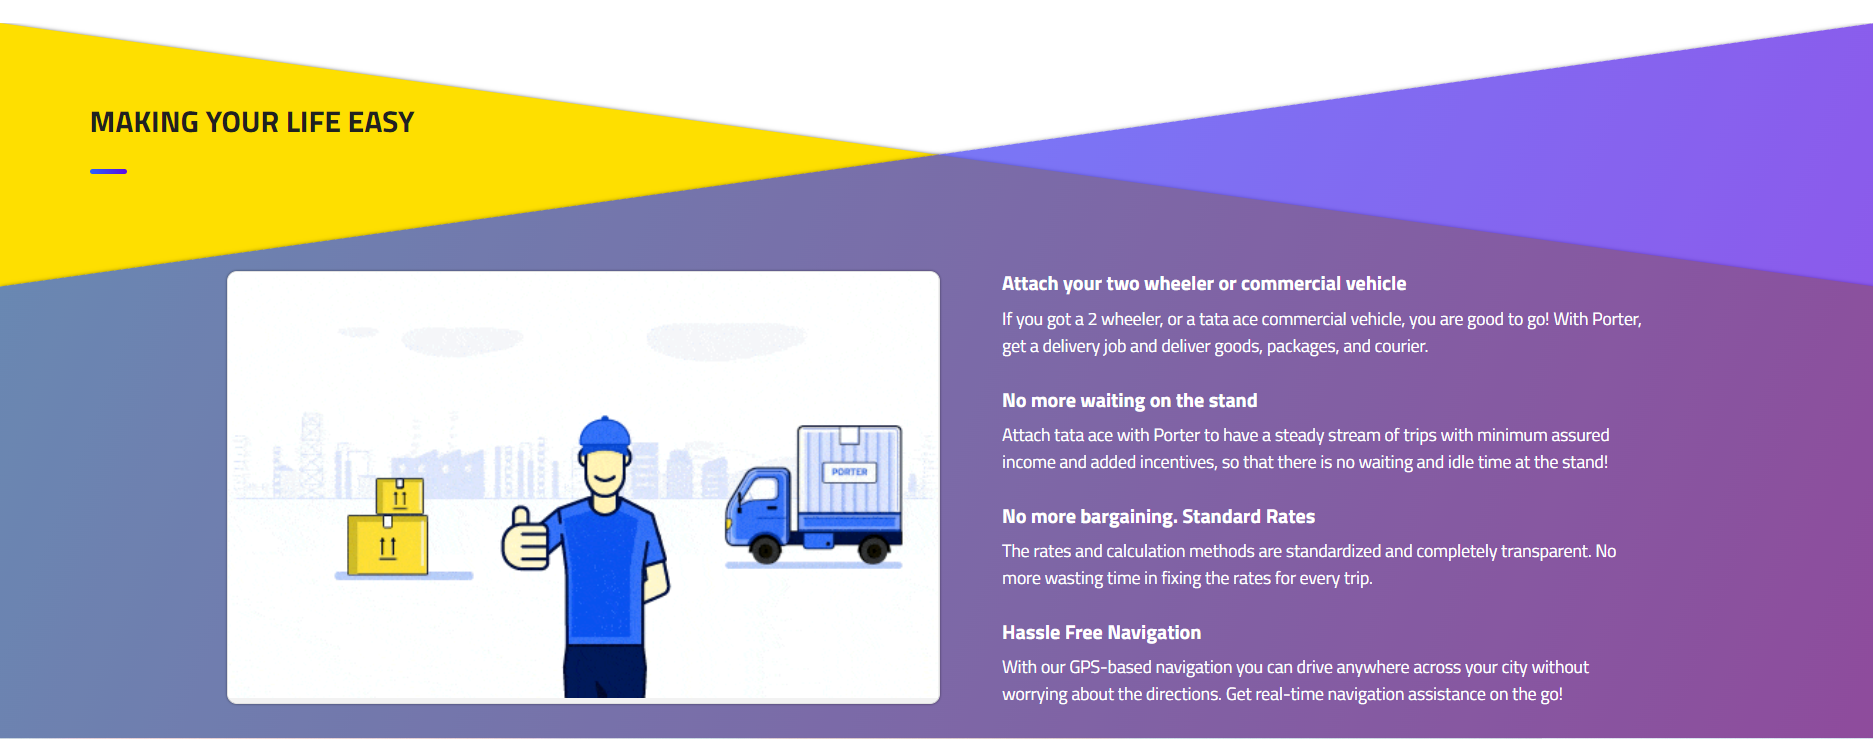 MAKING YOUR LIFE EASY
PORTER
Attach your two wheeler or commercial vehicle
If you got a 2 wheeler, or a tata ace commercial vehicle, you are good to go! With Porter,
get a delivery job and deliver goods, packages, and courier.
No more waiting on the stand
Attach tata ace with Porter to have a steady stream of trips with minimum assured
income and added incentives, so that there is no waiting and idle time at the stand!
No more bargaining. Standard Rates
The rates and calculation methods are standardized and completely transparent. No
more wasting time in fixing the rates for every trip.
Hassle Free Navigation
With our GPS-based navigation you can drive anywhere across your city without
worrying about the directions. Get real-time navigation assistance on the go!